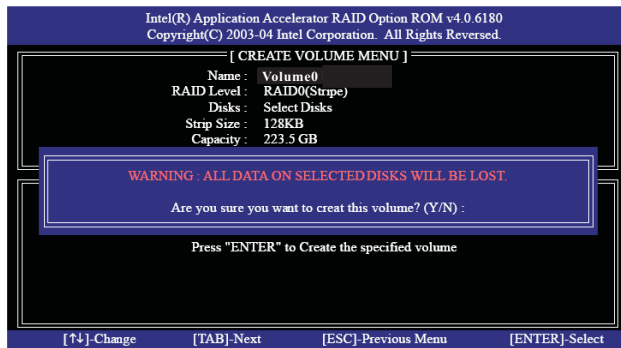 Intel(R) Application Accelerator RAID Option ROM v4.0.6180
Copyright(C) 2003-04 Intel Corporation. All Rights Reversed.
[ CREATE VOLUME MENU ]
Name : Volume0
RAID Level : RAID0(Stripe)
Disks : Select Disks
Strip Size : 128KB
Capacity : 223.5 GB
WARNING : ALL DATA ON SELECTED DISKS WILL BE LOST.
Are you sure you want to creat this volume? (Y/N) :
Press "ENTER" to Create the specified volume
[↑↓]-Change [TAB]-Next [ESC]-Previous Menu [ENTER]-Select